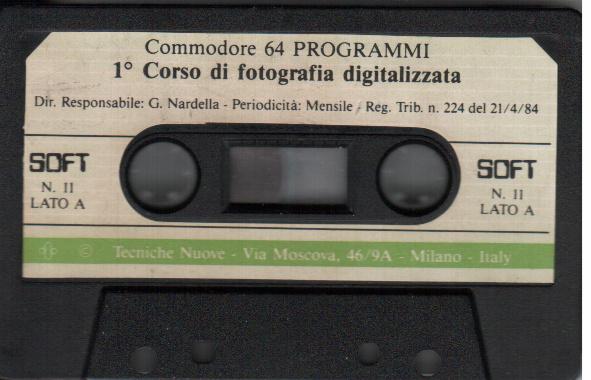 Commodore 64 PROGRAMMI
1° Corso di fotografia digitalizzata
Dir. Responsabile: G. Nardella - Periodicità: Mensile - Reg. Trib. n. 224 del 21/4/84
SOFT
N. 11
LATO A
SOFT
N. 11
LATO A
© Tecniche Nuove - Via Moscova, 46/9A - Milano - Italy